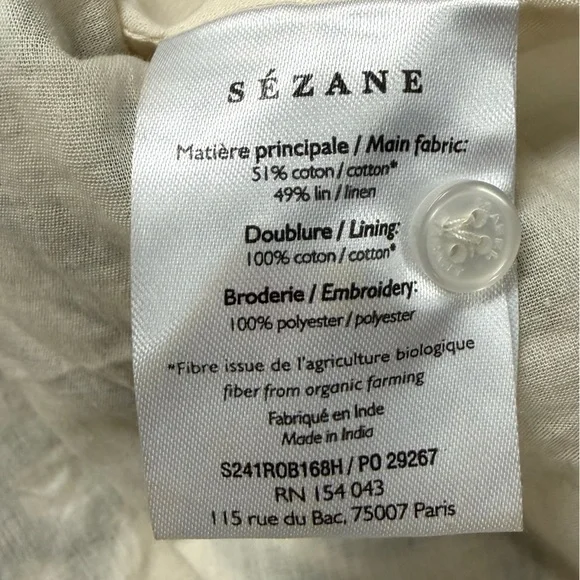 SÉZANE
Matière principale / Main fabric:
51% coton / cotton*
49% lin / linen
Doublure / Lining:
100% coton / cotton*
Broderie / Embroidery:
100% polyester / polyester
*Fibre issue de l'agriculture biologique
fiber from organic farming
Fabriqué en Inde
Made in India
S241ROB168H / PO 29267
RN 154 043
115 rue du Bac, 75007 Paris